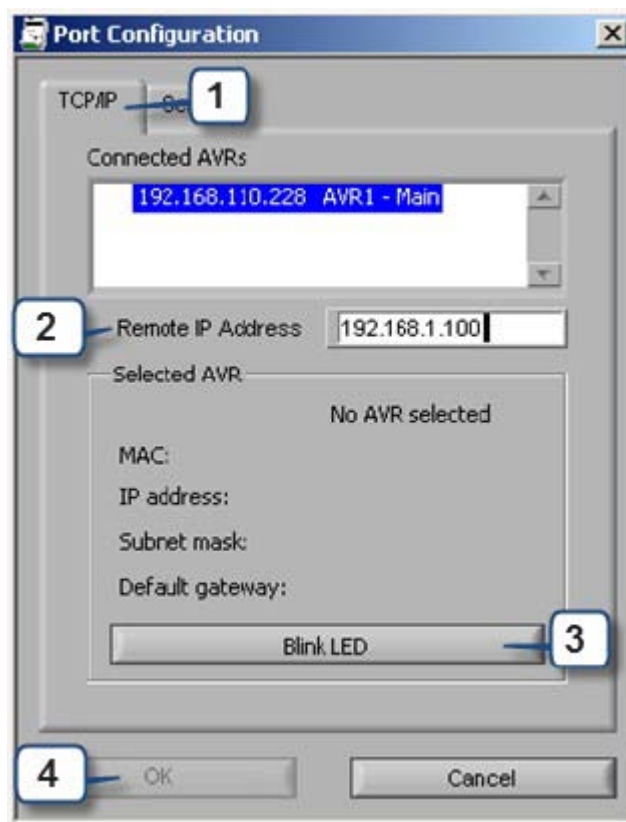 Port Configuration
1
TCP/IP
Connected AVRs
192.168.110.228 AVR1 - Main
2
Remote IP Address 192.168.1.100
Selected AVR
No AVR selected
MAC:
IP address:
Subnet mask:
Default gateway:
Blink LED
3
4
OK
Cancel